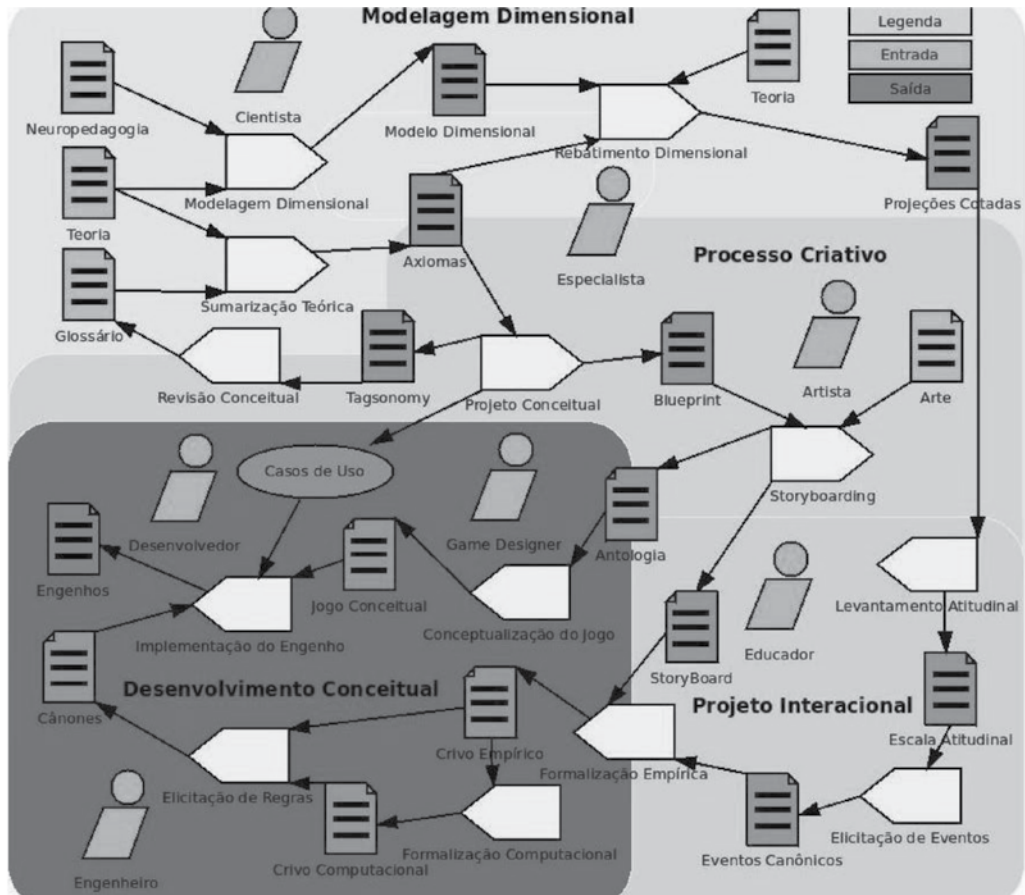 Modelagem Dimensional
Legenda
Entrada
Saída
Neuropedagogia
Cientista
Modelo Dimensional
Teoria
Rebatimento Dimensional
Modelagem Dimensional
Projeções Cotadas
Teoria
Axiomas
Especialista
Processo Criativo
Sumarização Teórica
Glossário
Revisão Conceitual
Tagsonomy
Projeto Conceitual
Blueprint
Artista
Arte
Casos de Uso
Storyboarding
Desenvolvedor
Game Designer
Antologia
Engenhos
Jogo Conceitual
Levantamento Atitudinal
Implementação do Engenho
Conceptualização do Jogo
Educador
StoryBoard
Desenvolvimento Conceitual
Projeto Interacional
Cânones
Escala Atitudinal
Crivo Empírico
Formalização Empírica
Elicitação de Regras
Elicitação de Eventos
Formalização Computacional
Eventos Canônicos
Crivo Computacional
Engenheiro